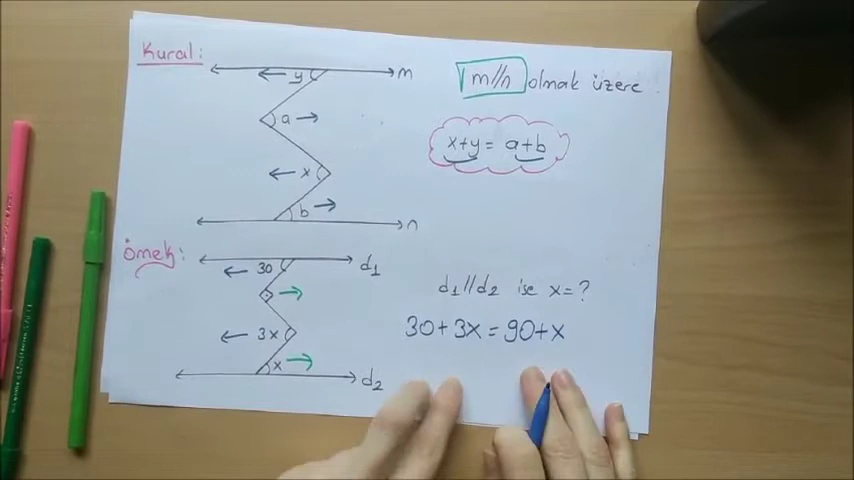 Kural:
y
m
a
x
b
n
m//n olmak üzere
x+y= a+b
örnek:
30
d1
3x
x
d2
d1//d2 ise x=?
30+3x=90+x